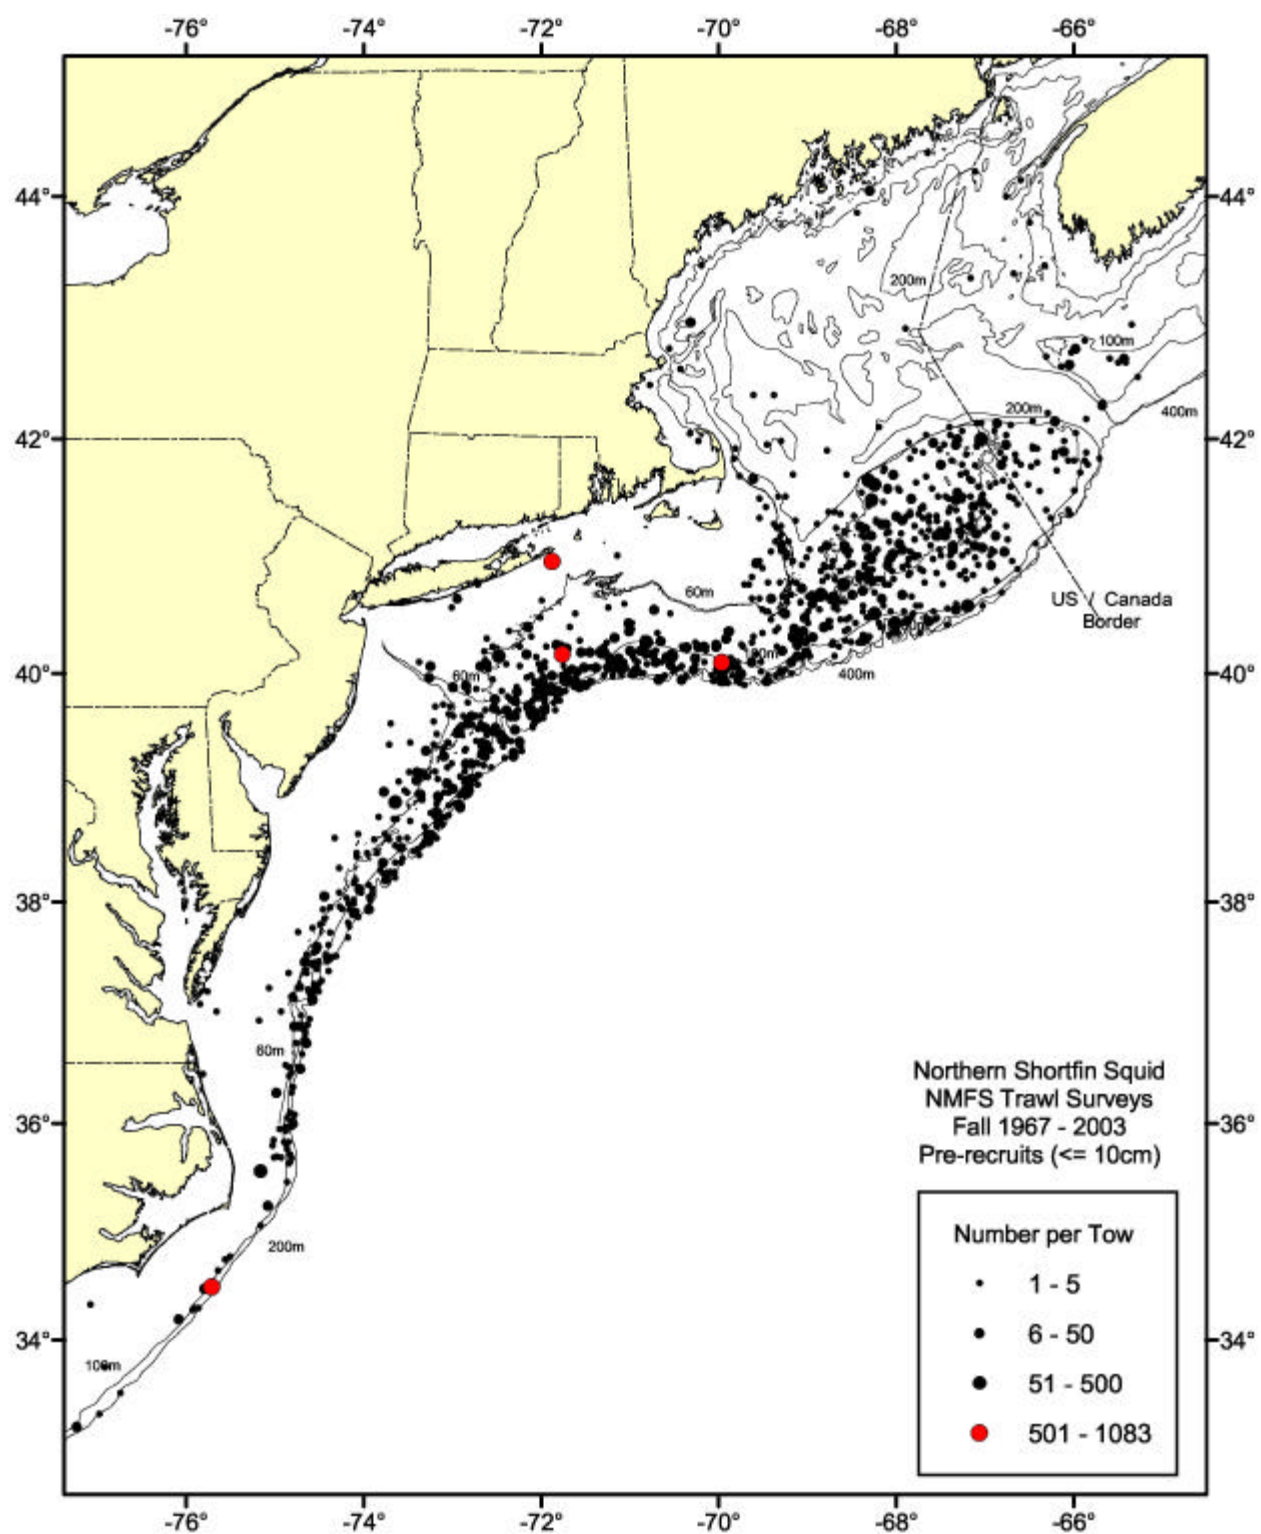 -76° -74° -72° -70° -68° -66°
44° 44°
200m
100m
200m 400m
42° 42°
60m
US / Canada
Border
60m
40° 40°
400m
38° 38°
60m
Northern Shortfin Squid
NMFS Trawl Surveys
Fall 1967 - 2003
Pre-recruits (<= 10cm)
36° 36°
200m
Number per Tow
1 - 5
6 - 50
51 - 500
501 - 1083
34° 34°
100m
-76° -74° -72° -70° -68° -66°